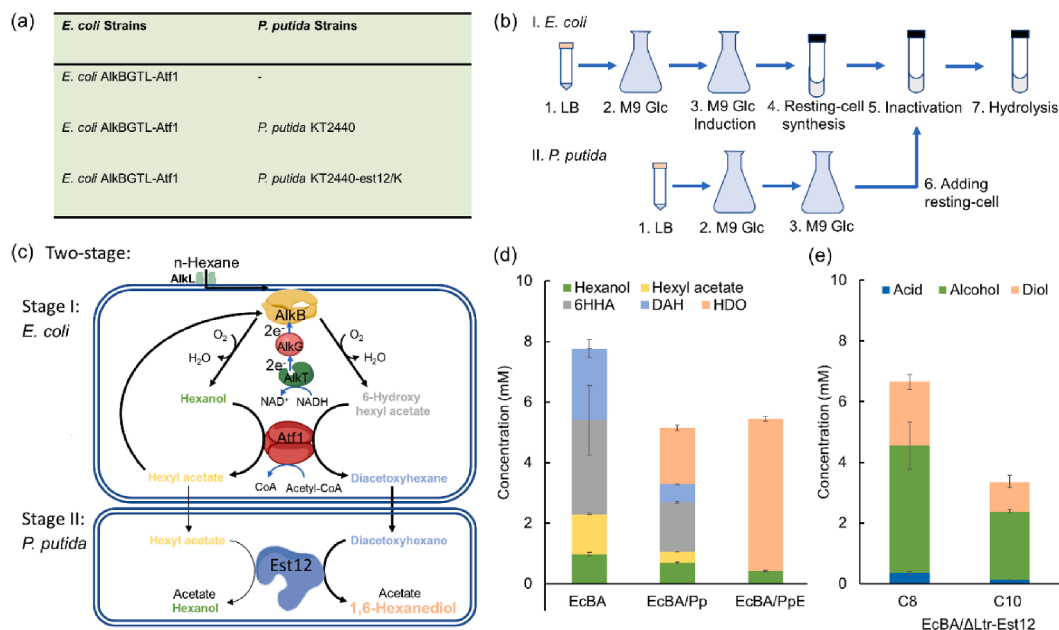 (a)
E. coli Strains P. putida Strains
E. coli AlkBGTL-Atf1 -
E. coli AlkBGTL-Atf1 P. putida KT2440
E. coli AlkBGTL-Atf1 P. putida KT2440-est12/K
(b)
I. E. coli
1. LB
2. M9 Glc
3. M9 Glc
Induction
4. Resting-cell
synthesis
5. Inactivation
7. Hydrolysis
II. P. putida
1. LB
2. M9 Glc
3. M9 Glc
6. Adding
resting-cell
(c) Two-stage:
n-Hexane
AlkL
Stage I:
E. coli
AlkB
2e-
AlkG
2e-
AlkT
NAD+ NADH
O2
H2O
O2
H2O
Hexanol
6-Hydroxy
hexyl acetate
Atf1
CoA Acetyl-CoA
Hexyl acetate
Diacetoxyhexane
Stage II:
P. putida
Hexyl acetate
Diacetoxyhexane
Est12
Acetate
Hexanol
Acetate
1,6-Hexanediol
(d)
Hexanol Hexyl acetate
6HHA DAH HDO
Concentration (mM)
10
8
6
4
2
0
EcBA EcBA/Pp EcBA/PpE
(e)
Acid Alcohol Diol
Concentration (mM)
10
8
6
4
2
0
C8 C10
EcBA/ΔLtr-Est12